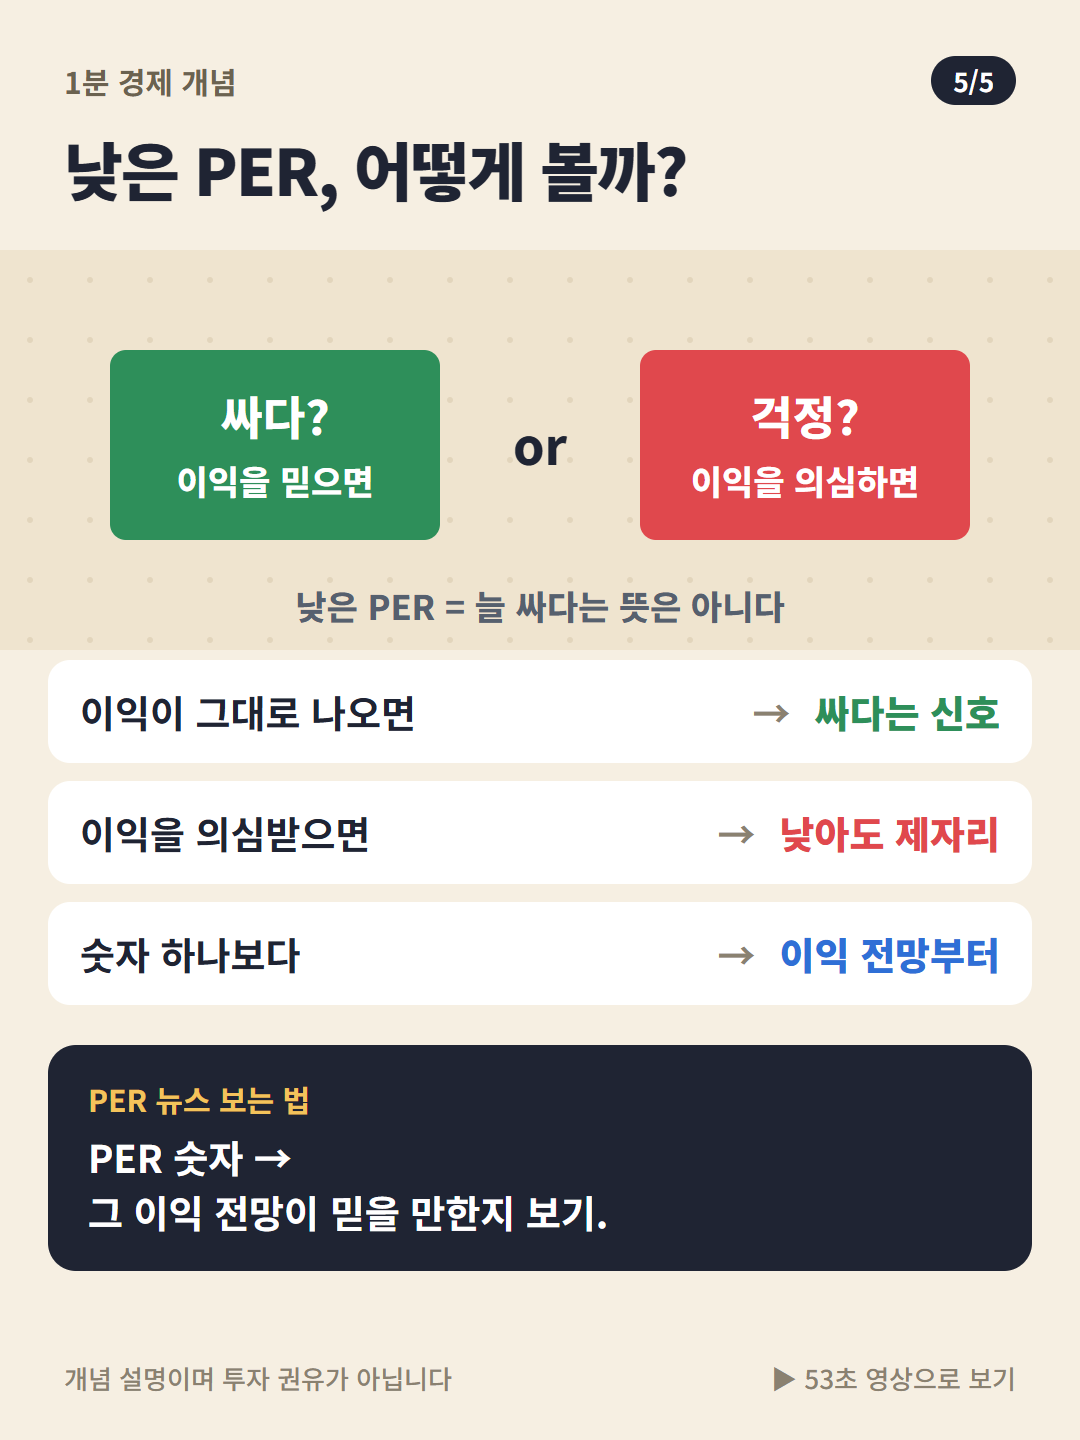 1분 경제 개념
5/5
낮은 PER, 어떻게 볼까?
싸다?
이익을 믿으면
or
걱정?
이익을 의심하면
낮은 PER = 늘 싸다는 뜻은 아니다
이익이 그대로 나오면 → 싸다는 신호
이익을 의심받으면 → 낮아도 제자리
숫자 하나보다 → 이익 전망부터
PER 뉴스 보는 법
PER 숫자 →
그 이익 전망이 믿을 만한지 보기.
개념 설명이며 투자 권유가 아닙니다
▶ 53초 영상으로 보기